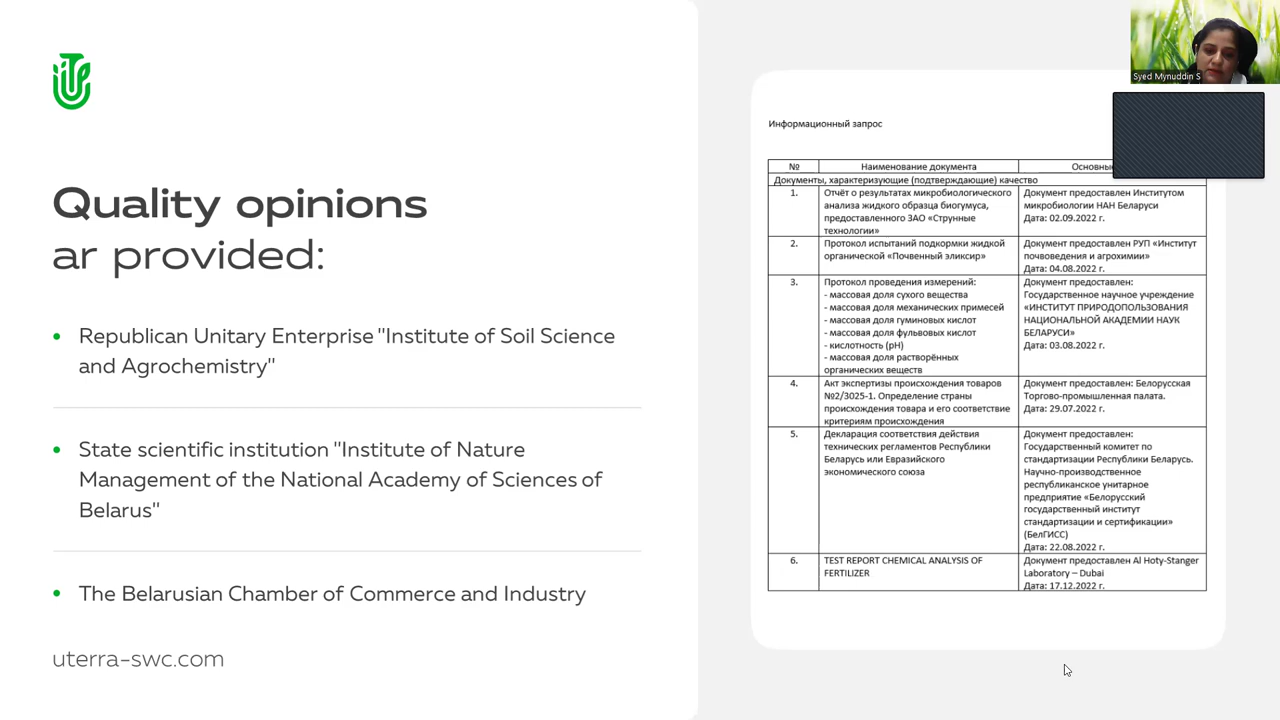 Quality opinions
ar provided:
• Republican Unitary Enterprise "Institute of Soil Science
and Agrochemistry"
• State scientific institution "Institute of Nature
Management of the National Academy of Sciences of
Belarus"
• The Belarusian Chamber of Commerce and Industry
uterra-swc.com
Syed Mynuddin S
Информационный запрос
№ Наименование документа
Документы, характеризующие (подтверждающие) качество
1. Отчёт о результатах микробиологического
анализа жидкого образца биогумуса,
предоставленного ЗАО «Струнные
технологии»
Документ предоставлен Институтом
микробиологии НАН Беларуси
Дата: 02.09.2022 г.
2. Протокол испытаний подкормки жидкой
органической «Почвенный эликсир»
Документ предоставлен РУП «Институт
почвоведения и агрохимии»
Дата: 04.08.2022 г.
3. Протокол проведения измерений:
- массовая доля сухого вещества
- массовая доля механических примесей
- массовая доля гуминовых кислот
- массовая доля фульвовых кислот
- кислотность (pH)
- массовая доля растворённых
органических веществ
Документ предоставлен:
Государственное научное учреждение
«ИНСТИТУТ ПРИРОДОПОЛЬЗОВАНИЯ
НАЦИОНАЛЬНОЙ АКАДЕМИИ НАУК
БЕЛАРУСИ»
Дата: 03.08.2022 г.
4. Акт экспертизы происхождения товаров
№2/3025-1. Определение страны
происхождения товара и его соответствие
критериям происхождения
Документ предоставлен: Белорусская
Торгово-промышленная палата.
Дата: 29.07.2022 г.
5. Декларация соответствия действия
технических регламентов Республики
Беларусь или Евразийского
экономического союза
Документ предоставлен:
Государственный комитет по
стандартизации Республики Беларусь.
Научно-производственное
республиканское унитарное
предприятие «Белорусский
государственный институт
стандартизации и сертификации»
(БелГИСС)
Дата: 22.08.2022 г.
6. TEST REPORT CHEMICAL ANALYSIS OF
FERTILIZER
Документ предоставлен Al Hoty-Stanger
Laboratory – Dubai
Дата: 17.12.2022 г.